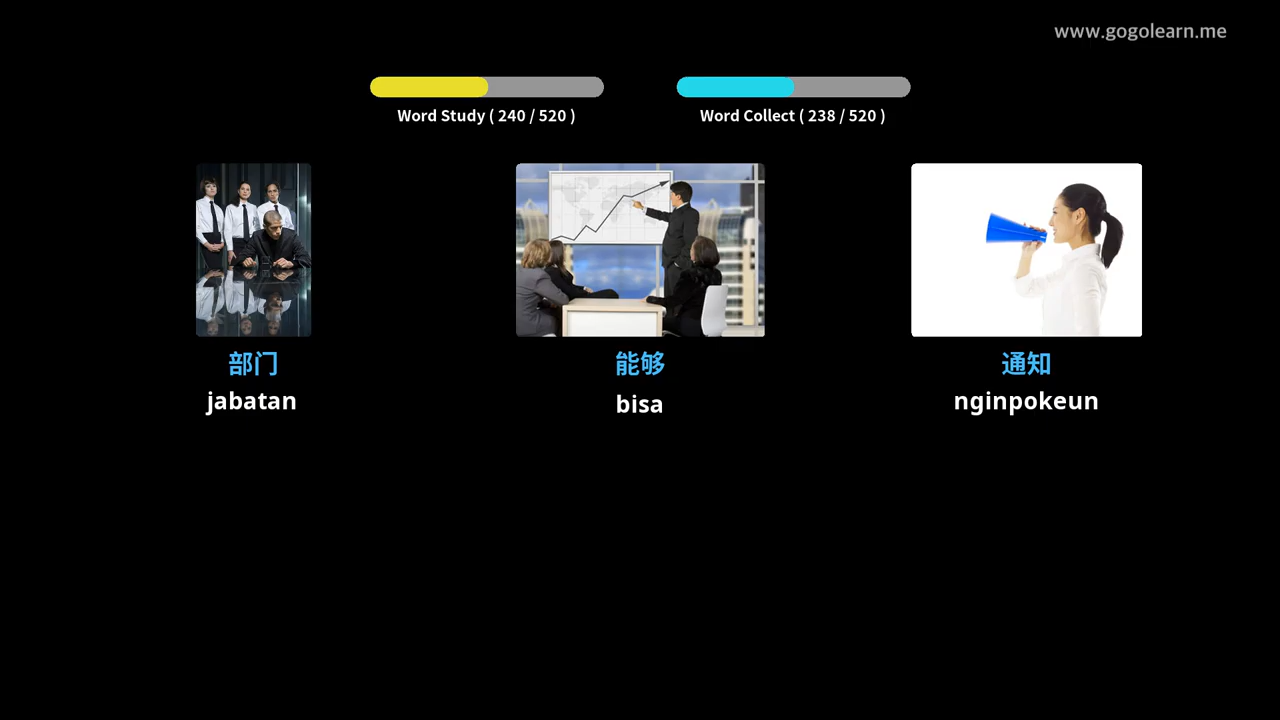 www.gogolearn.me
Word Study ( 240 / 520 )
Word Collect ( 238 / 520 )
部门
能够
通知
jabatan
bisa
nginpokeun